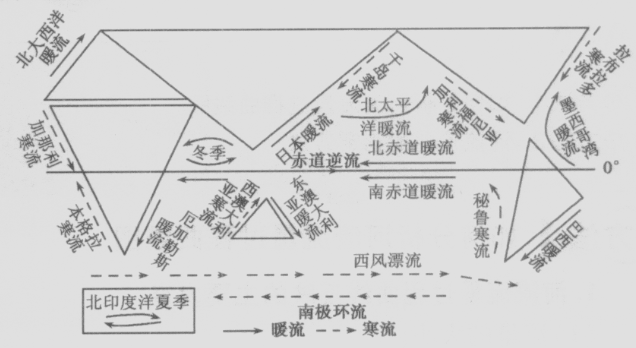 北大西洋
暖流
千岛
寒流
加利福尼亚
寒流
拉布拉多
寒流
墨西哥湾
暖流
北太平
洋暖流
日本暖流
加那利
寒流
冬季
北赤道暖流
赤道逆流
0°
南赤道暖流
本格拉
寒流
厄加勒斯
暖流
西澳大利
亚寒流
东澳大利
亚暖流
秘鲁寒流
巴西
暖流
西风漂流
北印度洋夏季
南极环流
暖流
寒流